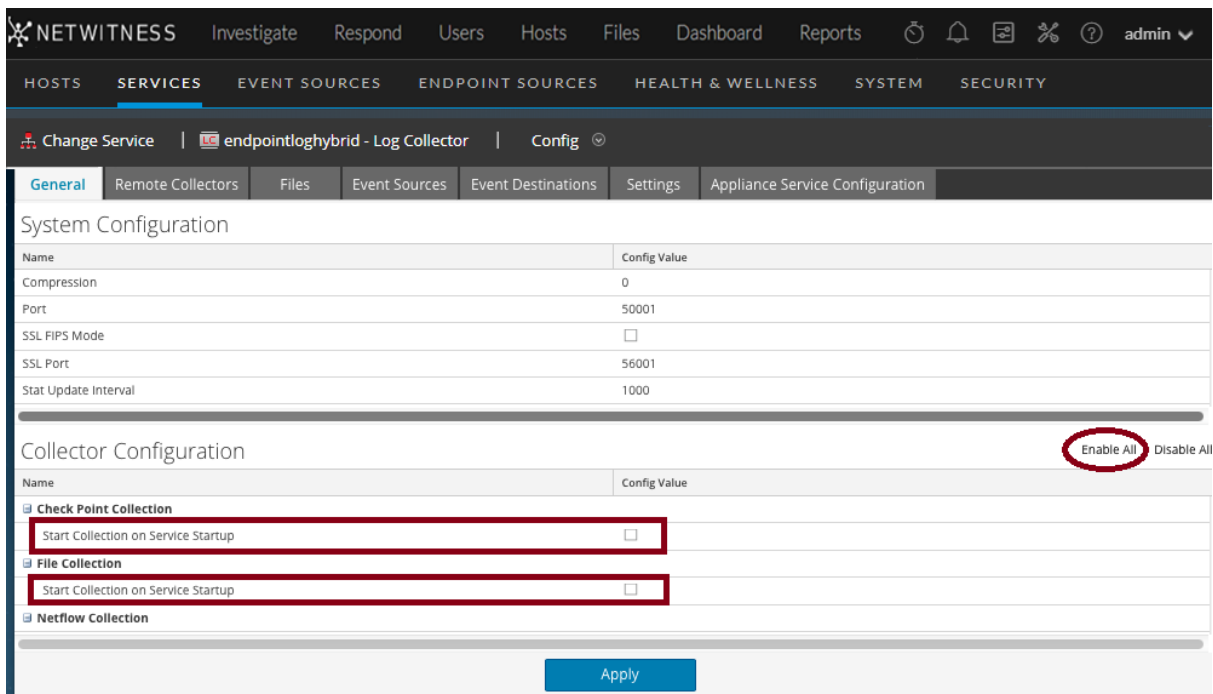 NETWITNESS Investigate Respond Users Hosts Files Dashboard Reports admin
HOSTS SERVICES EVENT SOURCES ENDPOINT SOURCES HEALTH & WELLNESS SYSTEM SECURITY
Change Service | LC endpointloghybrid - Log Collector | Config
General Remote Collectors Files Event Sources Event Destinations Settings Appliance Service Configuration
System Configuration
Name Config Value
Compression 0
Port 50001
SSL FIPS Mode
SSL Port 56001
Stat Update Interval 1000
Collector Configuration Enable All Disable All
Name Config Value
Check Point Collection
Start Collection on Service Startup
File Collection
Start Collection on Service Startup
Netflow Collection
Apply